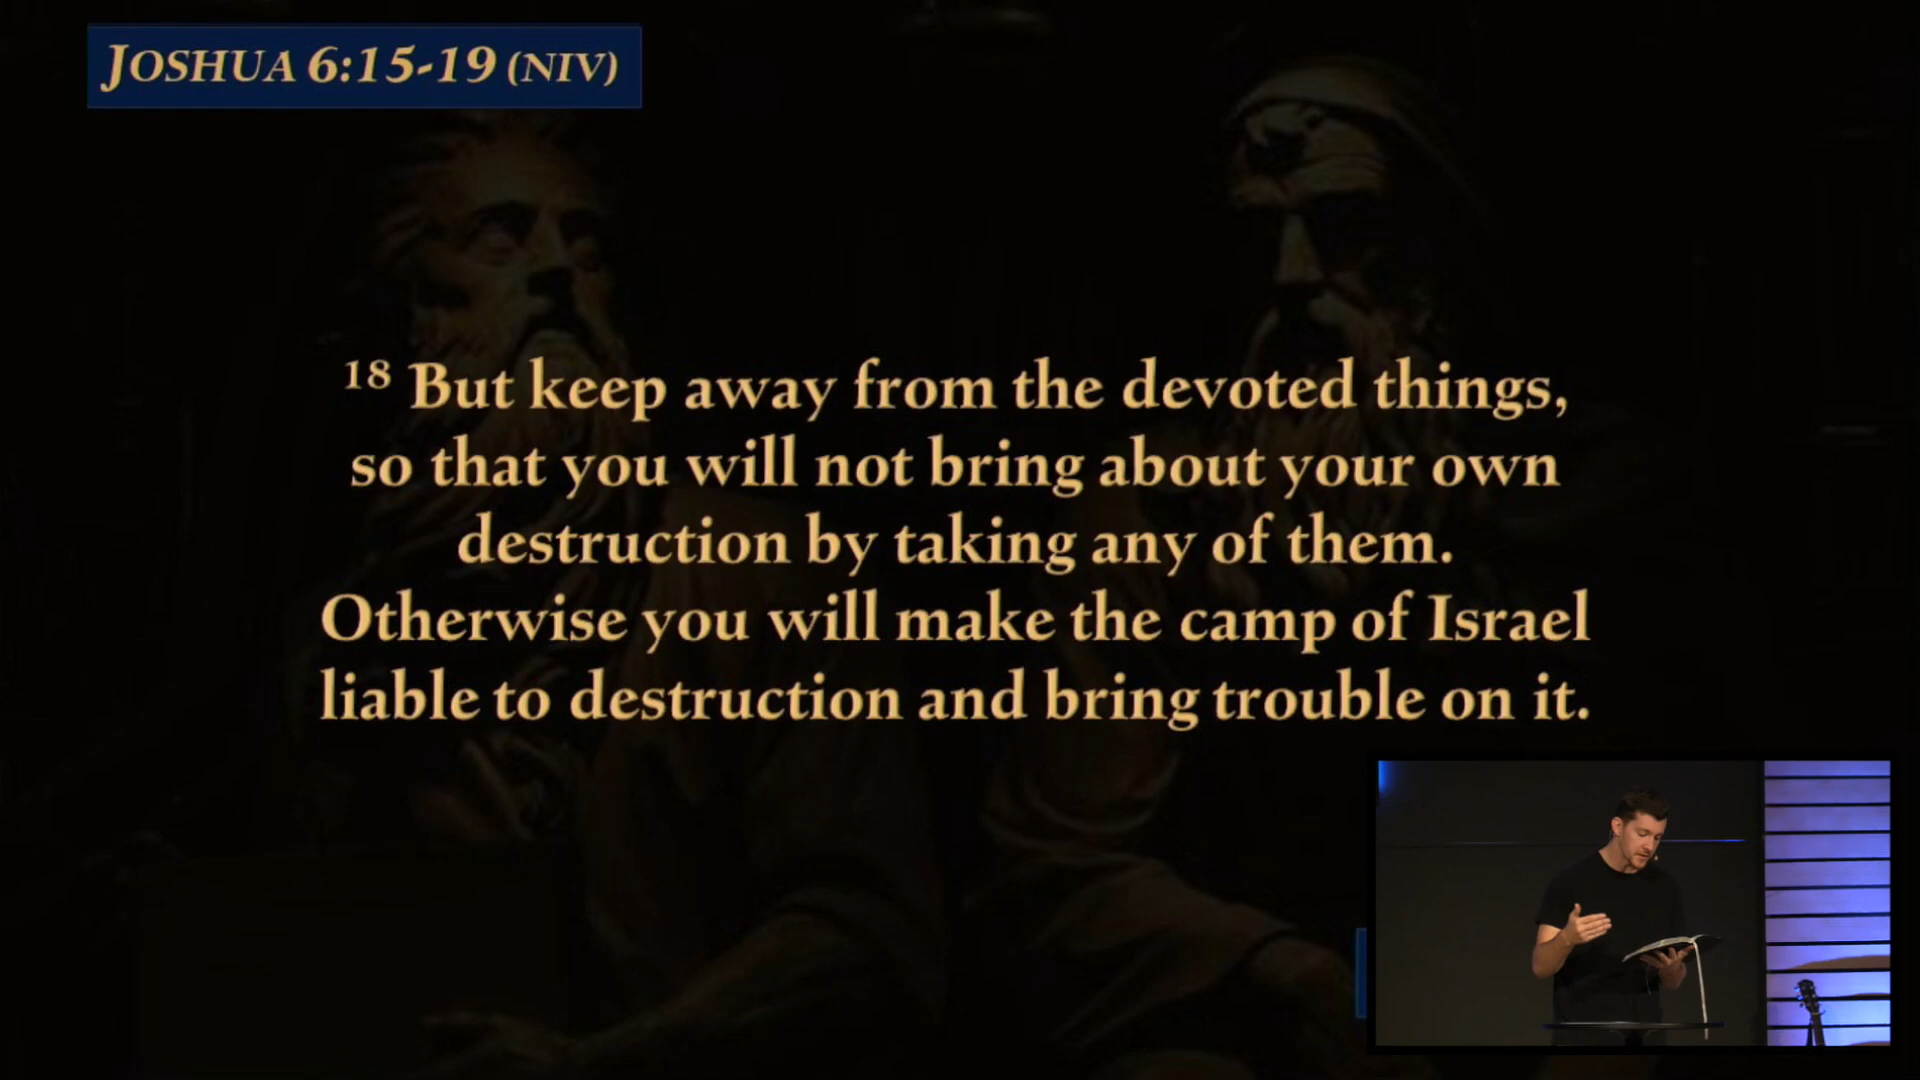 JOSHUA 6:15-19 (NIV)
18 But keep away from the devoted things,
so that you will not bring about your own
destruction by taking any of them.
Otherwise you will make the camp of Israel
liable to destruction and bring trouble on it.